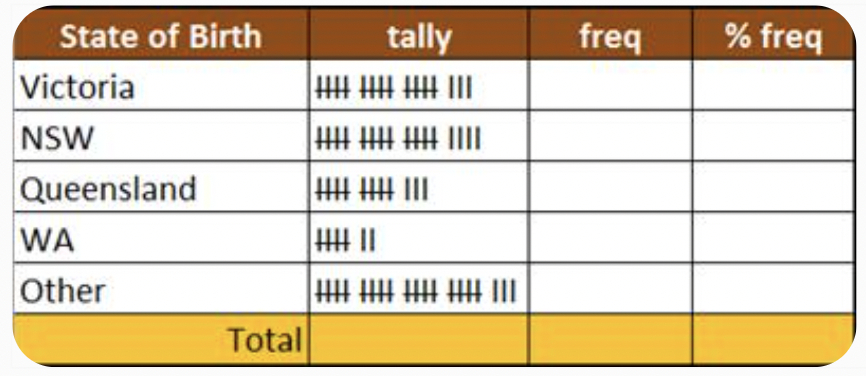 State of Birth tally freq % freq
Victoria 𝍸 𝍸 𝍸 III
NSW 𝍸 𝍸 𝍸 IIII
Queensland 𝍸 𝍸 III
WA 𝍸 II
Other 𝍸 𝍸 𝍸 𝍸 III
Total